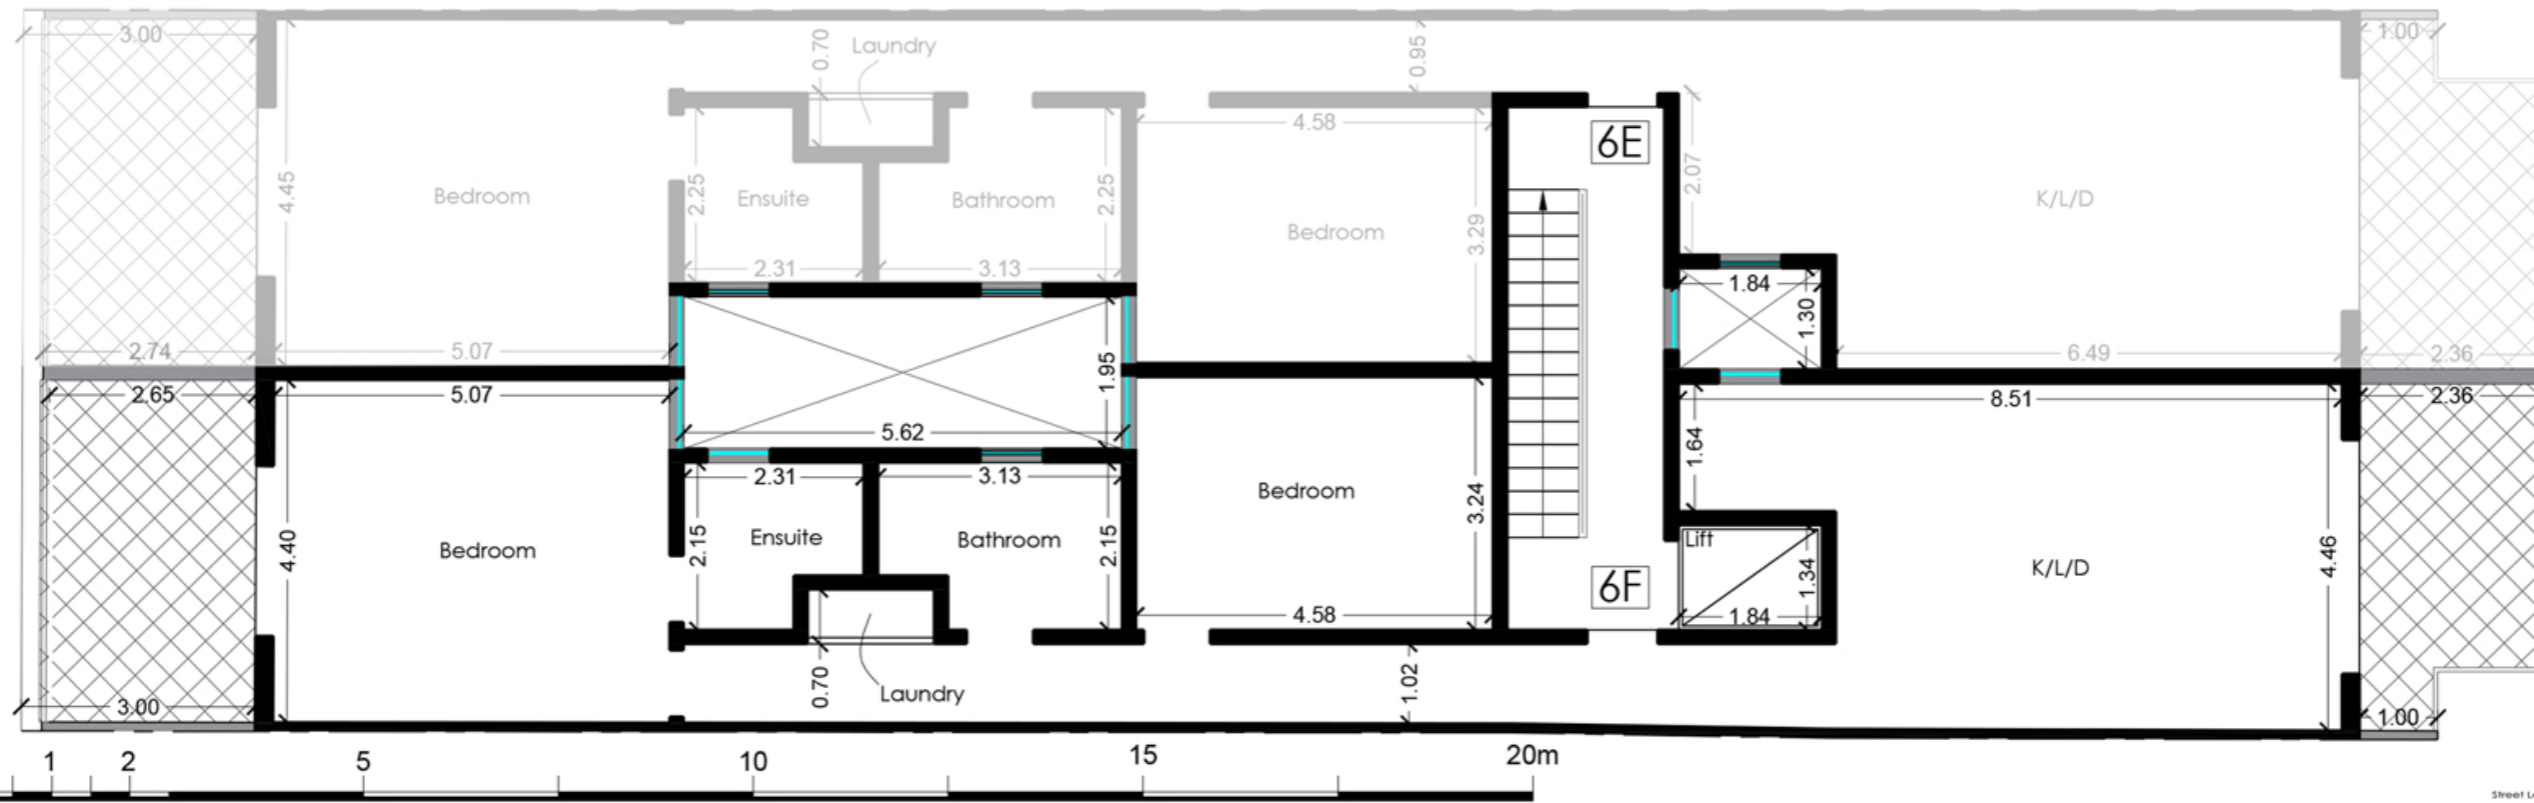 3.00
1.00
0.70
Laundry
0.95
4.58
6E
2.07
4.45
Bedroom
2.25
Ensuite
Bathroom
2.25
Bedroom
3.29
K/L/D
2.31
3.13
1.84
1.30
2.74
5.07
6.49
2.36
2.65
5.07
1.95
8.51
2.36
5.62
1.64
2.31
3.13
Bedroom
3.24
4.40
Bedroom
2.15
Ensuite
Bathroom
2.15
Lift
4.46
K/L/D
6F
1.34
4.58
1.84
3.00
0.70
Laundry
1.02
1.00
1 2 5 10 15 20m
Street